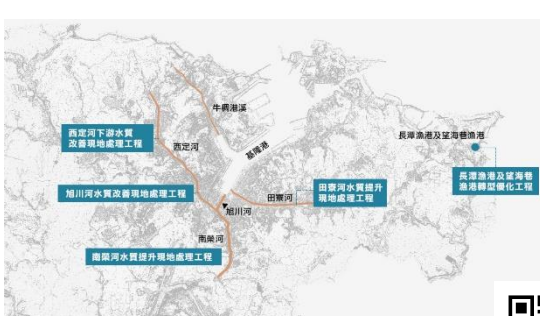 牛稠港溪
西定河下游水質
改善現地處理工程
西定河
基隆港
長潭漁港及望海巷漁港
長潭漁港及望海巷
漁港轉型優化工程
旭川河水質改善現地處理工程
田寮河
田寮河水質提升
現地處理工程
旭川河
南榮河
南榮河水質提升現地處理工程